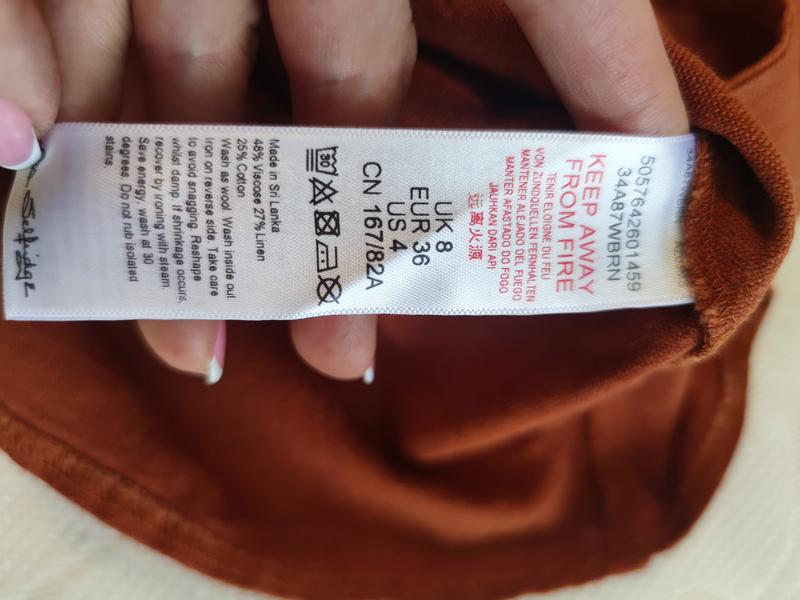 5057642601459
34A87WBRN
KEEP AWAY
FROM FIRE
TENIR ELOIGNE DU FEU
VON ZUNDQUELLEN FERNHALTEN
MANTENER ALEJADO DEL FUEGO
MANTER AFASTADO DO FOGO
JAUHKAN DARI API
远离火源
UK 8
EUR 36
US 4
CN 167/82A
30
Made in Sri Lanka
48% Viscose 27% Linen
25% Cotton
Wash as wool. Wash inside out.
Iron on reverse side. Take care
to avoid snagging. Reshape
whilst damp. If shrinkage occurs,
recover by ironing with steam.
Save energy, wash at 30
degrees. Do not rub isolated
stains.
Selfridge